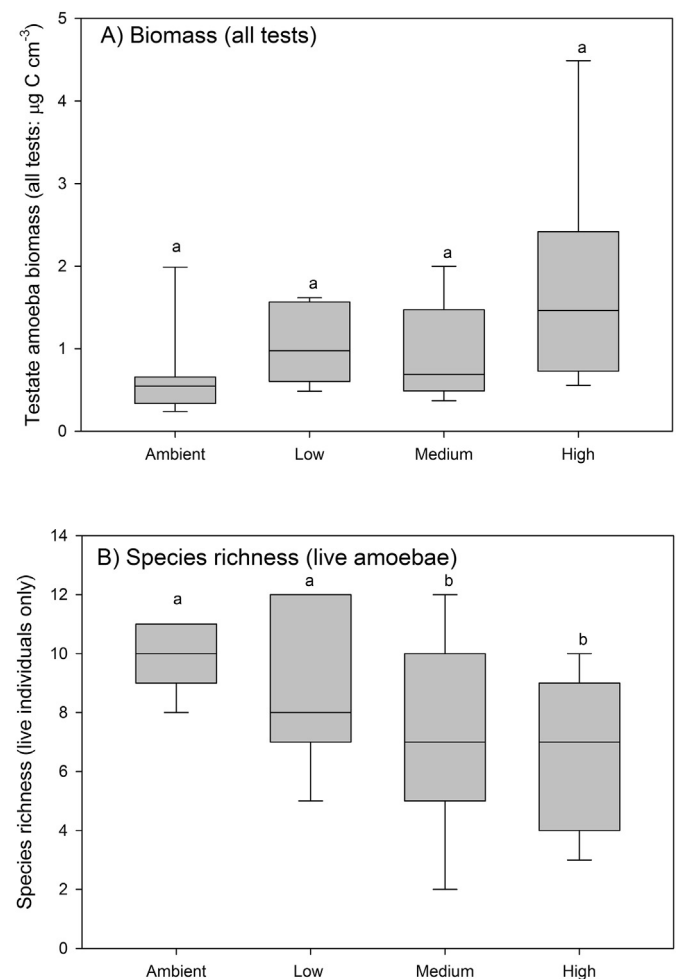 A) Biomass (all tests)
Testate amoeba biomass (all tests: µg C cm⁻³)
5
4
3
2
1
0
a
a
a
a
Ambient Low Medium High
B) Species richness (live amoebae)
Species richness (live individuals only)
14
12
10
8
6
4
2
0
a
a
b
b
Ambient Low Medium High